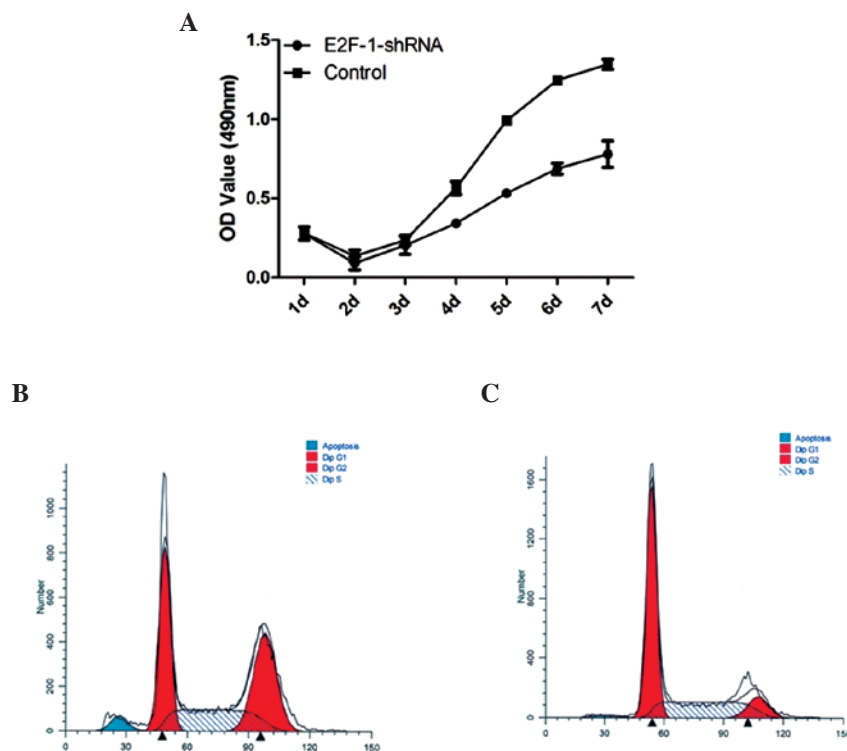 A
E2F-1-shRNA
Control
OD Value (490nm)
1.5
1.0
0.5
0.0
1d 2d 3d 4d 5d 6d 7d
B
Apoptosis
Dip G1
Dip G2
Dip S
Number
1000
800
600
400
200
0
0 30 60 90 120 150
C
Apoptosis
Dip G1
Dip G2
Dip S
Number
1600
1200
800
400
0
0 30 60 90 120 150